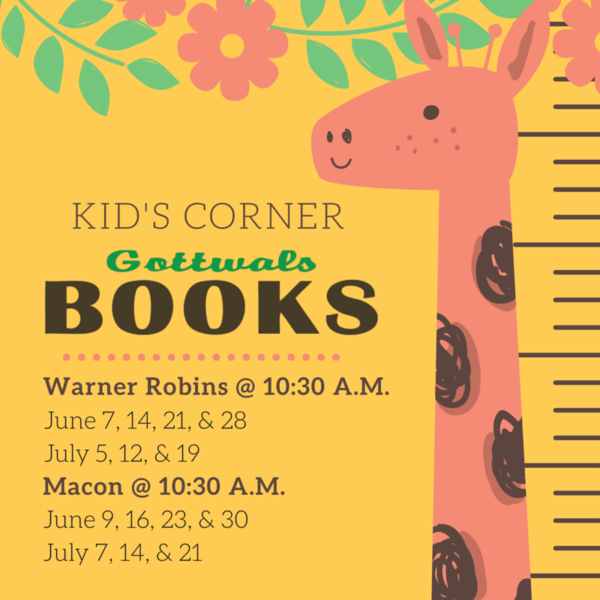 KID'S CORNER
Gottwals
BOOKS
Warner Robins @ 10:30 A.M.
June 7, 14, 21, & 28
July 5, 12, & 19
Macon @ 10:30 A.M.
June 9, 16, 23, & 30
July 7, 14, & 21